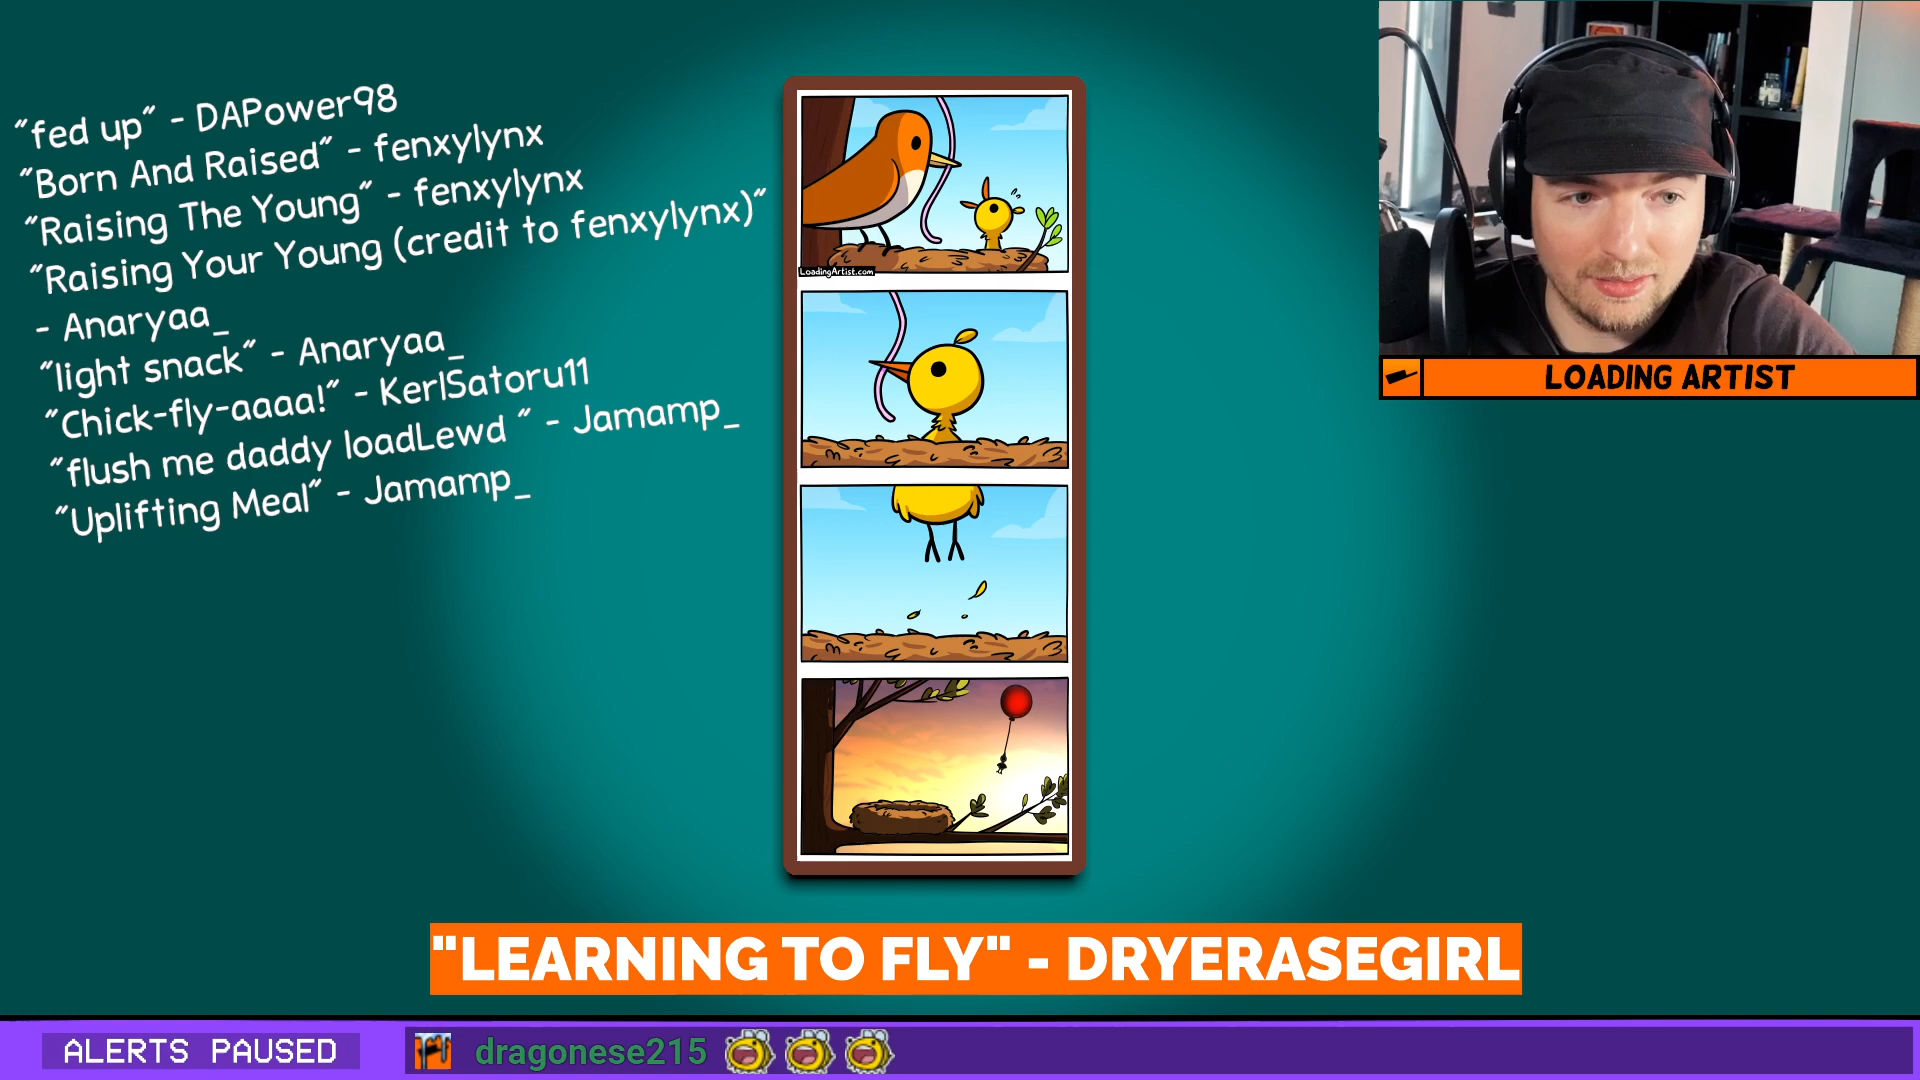 "fed up" - DAPower98
"Born And Raised" - fenxylynx
"Raising The Young" - fenxylynx
"Raising Your Young (credit to fenxylynx)"
- Anaryaa_
"light snack" - Anaryaa_
"Chick-fly-aaaa!" - KerlSatoru11
"flush me daddy loadLewd " - Jamamp_
"Uplifting Meal" - Jamamp_
LoadingArtist.com
LOADING ARTIST
"LEARNING TO FLY" - DRYERASEGIRL
ALERTS PAUSED
dragonese215